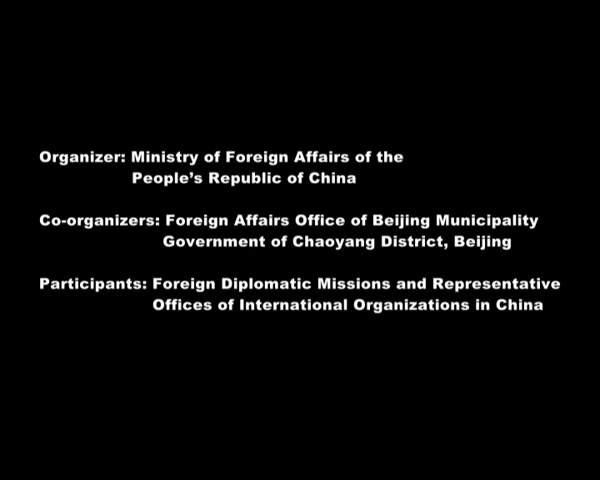 Organizer: Ministry of Foreign Affairs of the
People’s Republic of China
Co-organizers: Foreign Affairs Office of Beijing Municipality
Government of Chaoyang District, Beijing
Participants: Foreign Diplomatic Missions and Representative
Offices of International Organizations in China